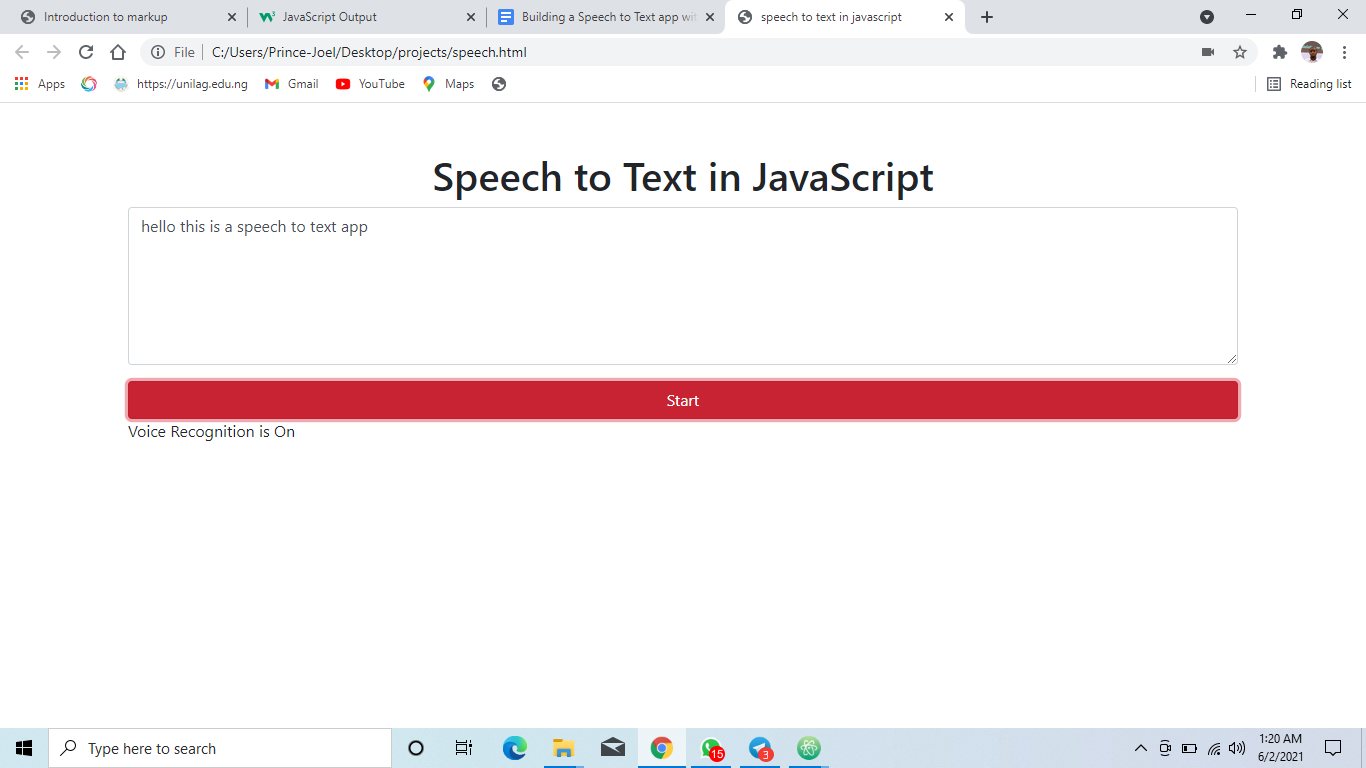 Introduction to markup
JavaScript Output
Building a Speech to Text app wi
speech to text in javascript
File
C:/Users/Prince-Joel/Desktop/projects/speech.html
Apps
https://unilag.edu.ng
Gmail
YouTube
Maps
Reading list
Speech to Text in JavaScript
hello this is a speech to text app
Start
Voice Recognition is On
Type here to search
15
3
1:20 AM
6/2/2021